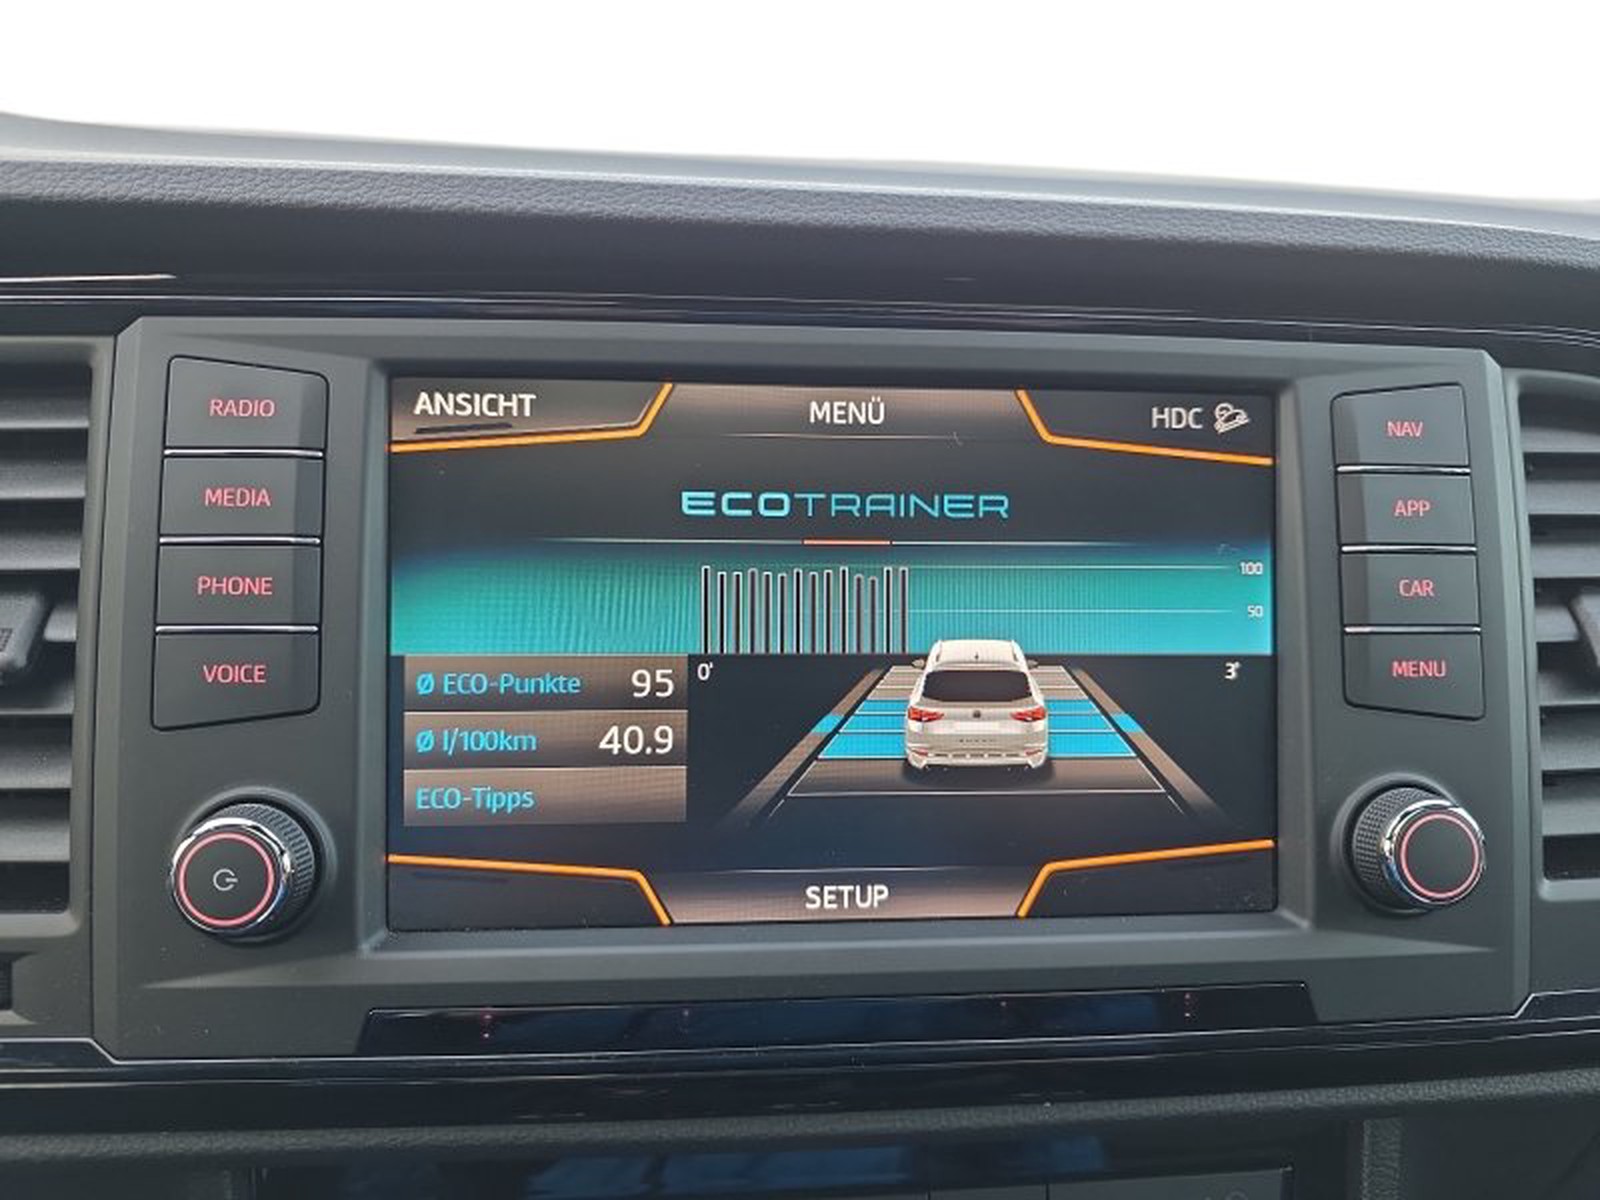 RADIO
MEDIA
PHONE
VOICE
ANSICHT
MENÜ
HDC
ECOTRAINER
100
50
0'
3'
Ø ECO-Punkte 95
Ø l/100km 40.9
ECO-Tipps
SETUP
NAV
APP
CAR
MENU